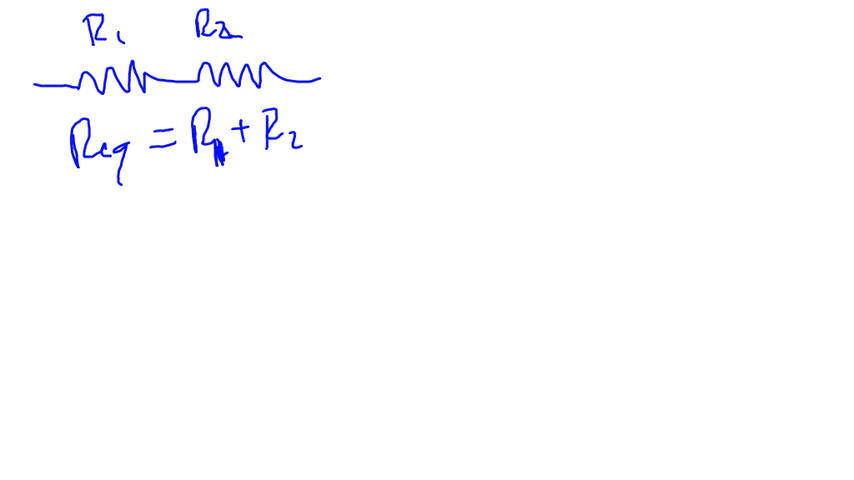 R1 R2
Req = R1 + R2